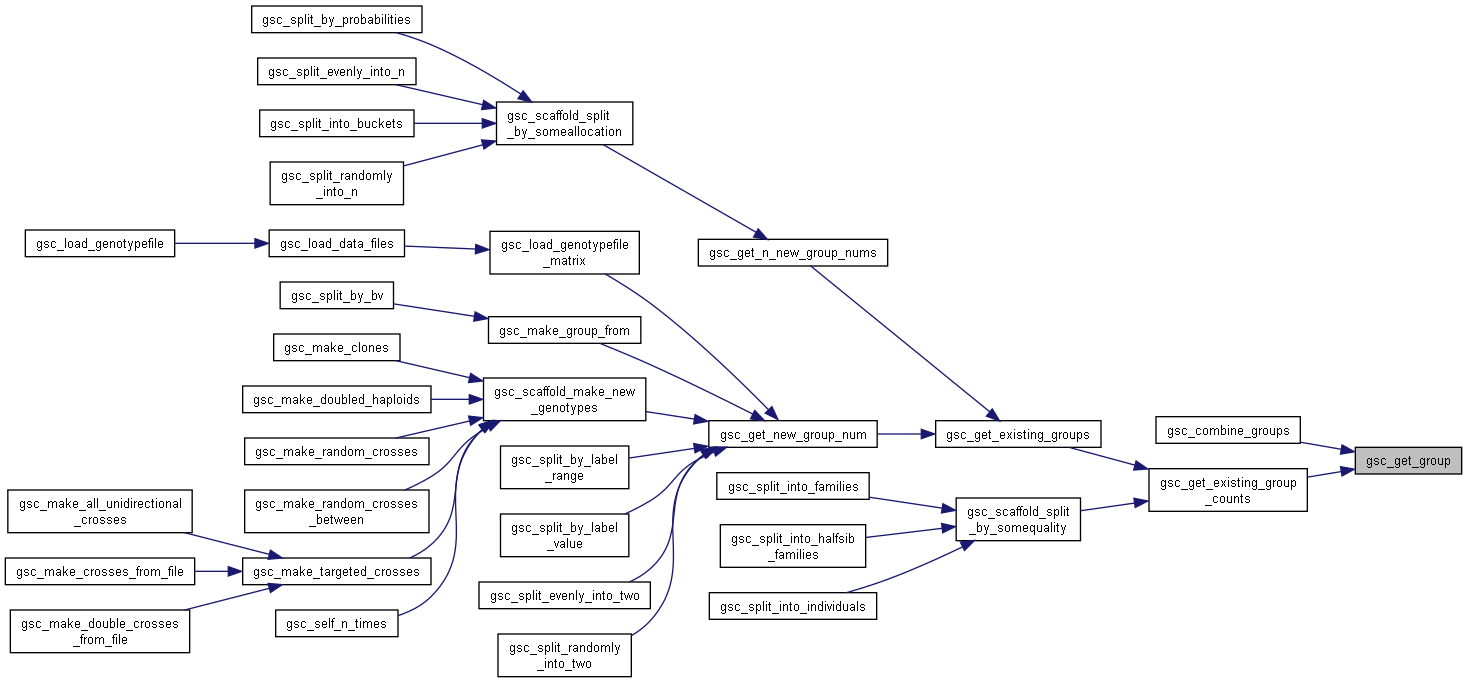 gsc_split_by_probabilities
gsc_split_evenly_into_n
gsc_split_into_buckets
gsc_split_randomly
_into_n
gsc_scaffold_split
_by_someallocation
gsc_load_genotypefile
gsc_load_data_files
gsc_load_genotypefile
_matrix
gsc_get_n_new_group_nums
gsc_split_by_bv
gsc_make_group_from
gsc_make_clones
gsc_make_doubled_haploids
gsc_make_random_crosses
gsc_make_random_crosses
_between
gsc_scaffold_make_new
_genotypes
gsc_split_by_label
_range
gsc_split_by_label
_value
gsc_get_new_group_num
gsc_get_existing_groups
gsc_combine_groups
gsc_get_group
gsc_get_existing_group
_counts
gsc_split_into_families
gsc_split_into_halfsib
_families
gsc_split_into_individuals
gsc_scaffold_split
_by_somequality
gsc_make_all_unidirectional
_crosses
gsc_make_crosses_from_file
gsc_make_double_crosses
_from_file
gsc_make_targeted_crosses
gsc_self_n_times
gsc_split_evenly_into_two
gsc_split_randomly
_into_two